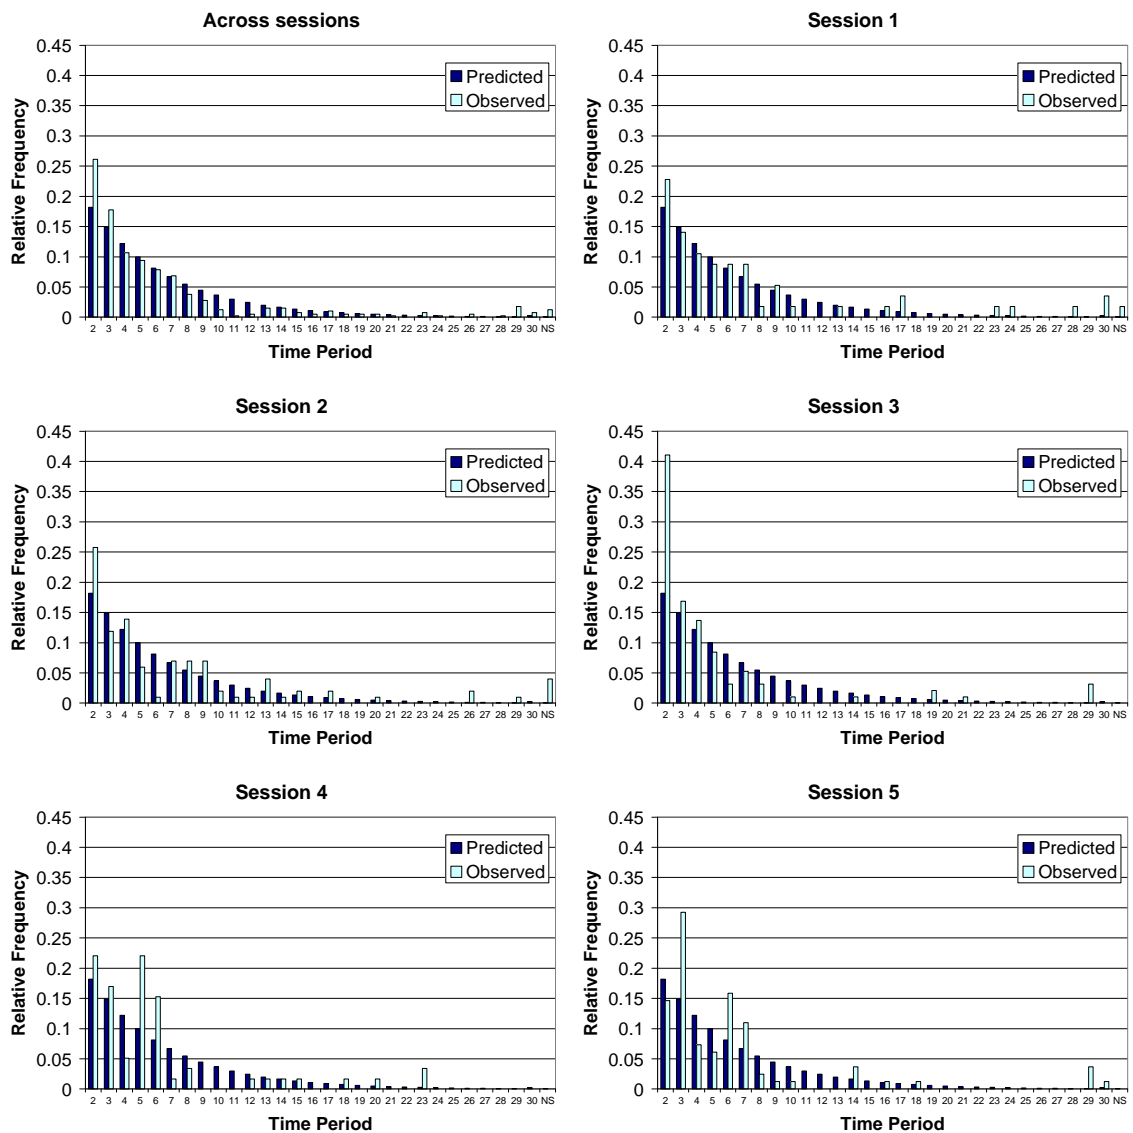 Across sessions
Relative Frequency
0.45
0.4
0.35
0.3
0.25
0.2
0.15
0.1
0.05
0
Predicted
Observed
2 3 4 5 6 7 8 9 10 11 12 13 14 15 16 17 18 19 20 21 22 23 24 25 26 27 28 29 30 NS
Time Period
Session 1
Relative Frequency
0.45
0.4
0.35
0.3
0.25
0.2
0.15
0.1
0.05
0
Predicted
Observed
2 3 4 5 6 7 8 9 10 11 12 13 14 15 16 17 18 19 20 21 22 23 24 25 26 27 28 29 30 NS
Time Period
Session 2
Relative Frequency
0.45
0.4
0.35
0.3
0.25
0.2
0.15
0.1
0.05
0
Predicted
Observed
2 3 4 5 6 7 8 9 10 11 12 13 14 15 16 17 18 19 20 21 22 23 24 25 26 27 28 29 30 NS
Time Period
Session 3
Relative Frequency
0.45
0.4
0.35
0.3
0.25
0.2
0.15
0.1
0.05
0
Predicted
Observed
2 3 4 5 6 7 8 9 10 11 12 13 14 15 16 17 18 19 20 21 22 23 24 25 26 27 28 29 30 NS
Time Period
Session 4
Relative Frequency
0.45
0.4
0.35
0.3
0.25
0.2
0.15
0.1
0.05
0
Predicted
Observed
2 3 4 5 6 7 8 9 10 11 12 13 14 15 16 17 18 19 20 21 22 23 24 25 26 27 28 29 30 NS
Time Period
Session 5
Relative Frequency
0.45
0.4
0.35
0.3
0.25
0.2
0.15
0.1
0.05
0
Predicted
Observed
2 3 4 5 6 7 8 9 10 11 12 13 14 15 16 17 18 19 20 21 22 23 24 25 26 27 28 29 30 NS
Time Period